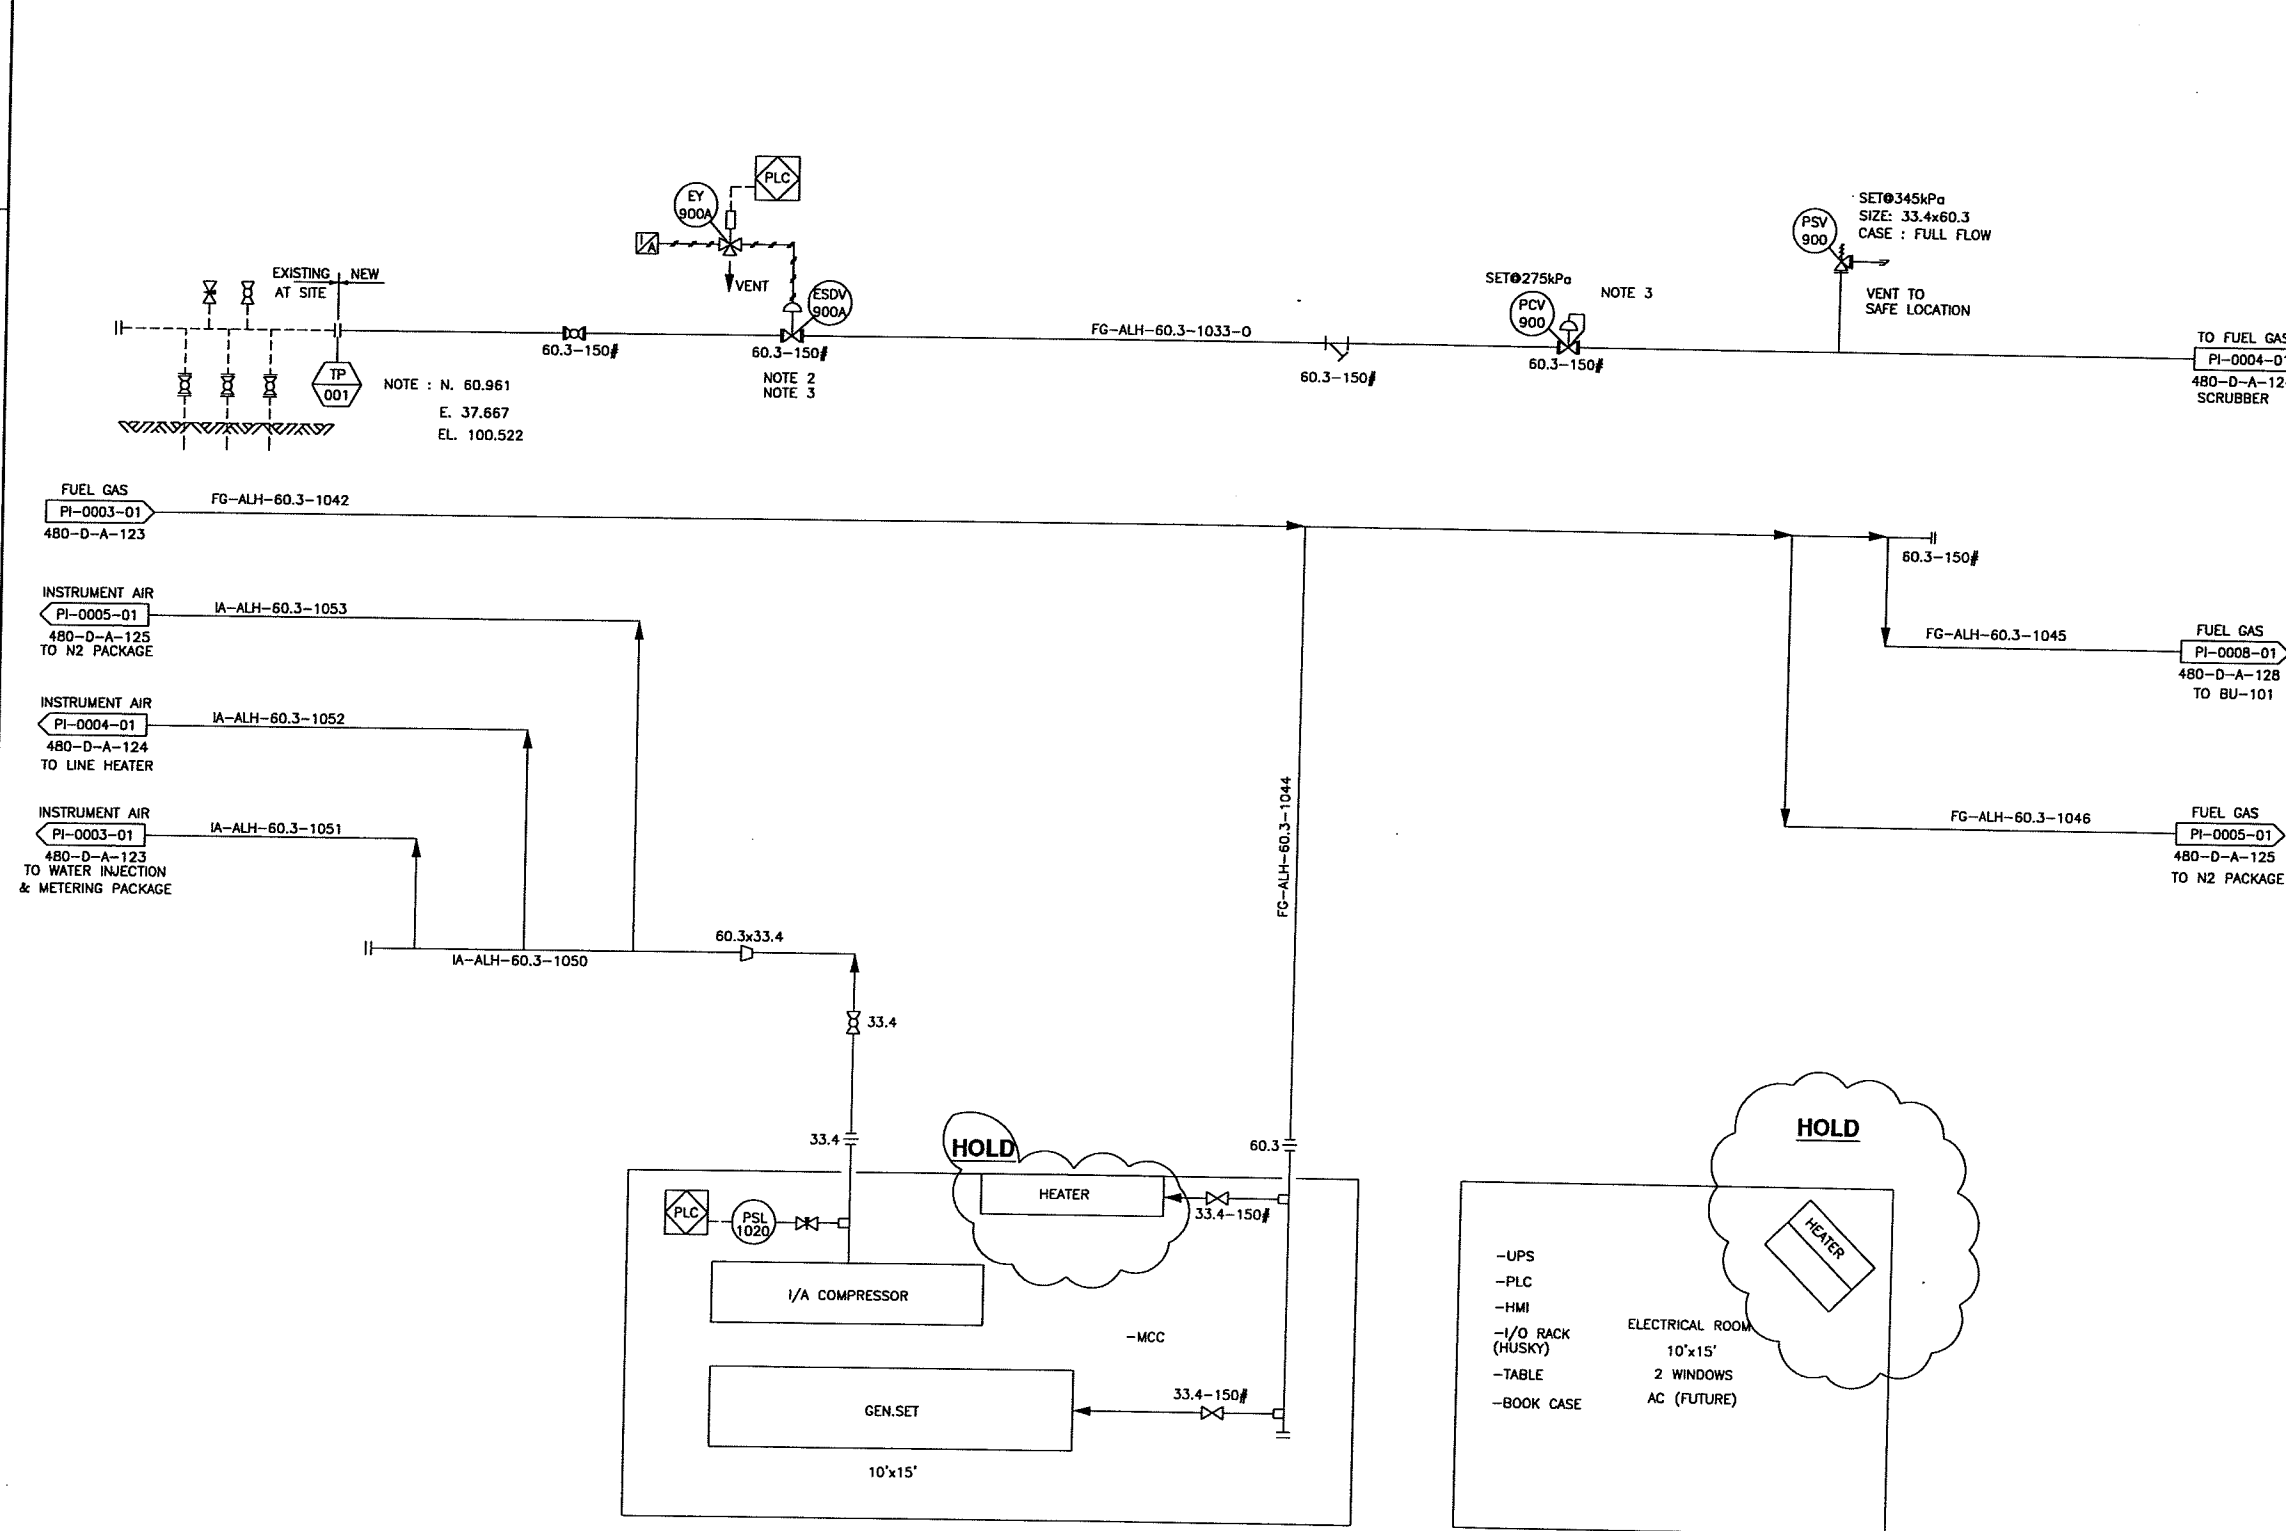 PLC
EY
900A
I/A
VENT
ESDV
900A
EXISTING NEW
AT SITE
60.3-150#
60.3-150#
NOTE 2
NOTE 3
TP
001
NOTE : N. 60.961
E. 37.667
EL. 100.522
FG-ALH-60.3-1033-0
60.3-150#
SET@275kPa
NOTE 3
PCV
900
60.3-150#
SET@345kPa
SIZE: 33.4x60.3
CASE : FULL FLOW
PSV
900
VENT TO
SAFE LOCATION
TO FUEL GAS
PI-0004-01
480-D-A-12
SCRUBBER
FUEL GAS
PI-0003-01
480-D-A-123
FG-ALH-60.3-1042
60.3-150#
INSTRUMENT AIR
PI-0005-01
480-D-A-125
TO N2 PACKAGE
IA-ALH-60.3-1053
FG-ALH-60.3-1045
FUEL GAS
PI-0008-01
480-D-A-128
TO BU-101
INSTRUMENT AIR
PI-0004-01
480-D-A-124
TO LINE HEATER
IA-ALH-60.3-1052
INSTRUMENT AIR
PI-0003-01
480-D-A-123
TO WATER INJECTION
& METERING PACKAGE
IA-ALH-60.3-1051
FG-ALH-60.3-1044
FG-ALH-60.3-1046
FUEL GAS
PI-0005-01
480-D-A-125
TO N2 PACKAGE
60.3x33.4
IA-ALH-60.3-1050
33.4
33.4
HOLD
60.3
HEATER
33.4-150#
PLC
PSL
1020
I/A COMPRESSOR
-MCC
33.4-150#
GEN.SET
10'x15'
HOLD
HEATER
-UPS
-PLC
-HMI
-I/O RACK
(HUSKY)
-TABLE
-BOOK CASE
ELECTRICAL ROOM
10'x15'
2 WINDOWS
AC (FUTURE)